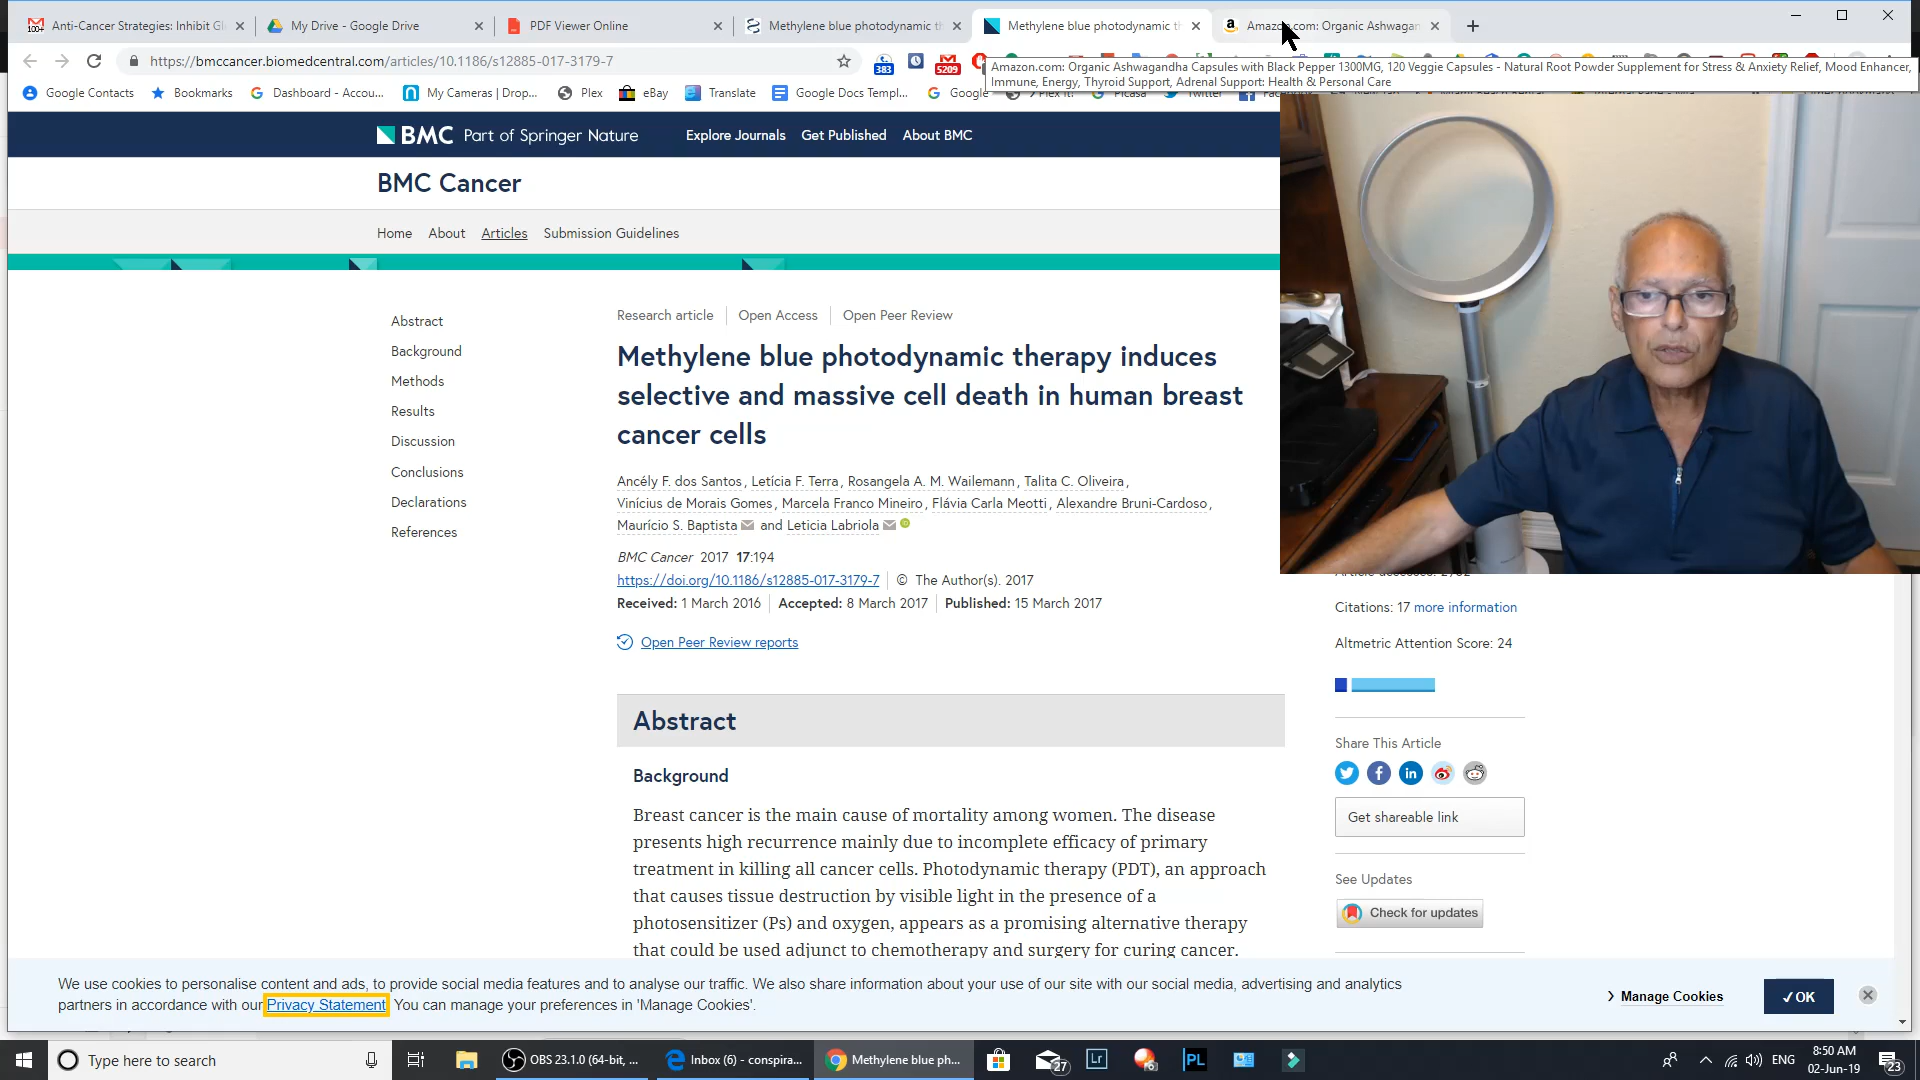 Anti-Cancer Strategies: Inhibit Gl
My Drive - Google Drive
PDF Viewer Online
Methylene blue photodynamic th
Methylene blue photodynamic th
Amazon.com: Organic Ashwagan
https://bmccancer.biomedcentral.com/articles/10.1186/s12885-017-3179-7
383
5209
Amazon.com: Organic Ashwagandha Capsules with Black Pepper 1300MG, 120 Veggie Capsules - Natural Root Powder Supplement for Stress & Anxiety Relief, Mood Enhancer,
Immune, Energy, Thyroid Support, Adrenal Support: Health & Personal Care
Google Contacts
Bookmarks
Dashboard - Accou...
My Cameras | Drop...
Plex
eBay
Translate
Google Docs Templ...
Google
BMC Part of Springer Nature
Explore Journals Get Published About BMC
BMC Cancer
Home About Articles Submission Guidelines
Abstract
Background
Methods
Results
Discussion
Conclusions
Declarations
References
Research article Open Access Open Peer Review
Methylene blue photodynamic therapy induces
selective and massive cell death in human breast
cancer cells
Ancély F. dos Santos, Letícia F. Terra, Rosangela A. M. Wailemann, Talita C. Oliveira,
Vinícius de Morais Gomes, Marcela Franco Mineiro, Flávia Carla Meotti, Alexandre Bruni-Cardoso,
Maurício S. Baptista and Leticia Labriola
BMC Cancer 2017 17:194
https://doi.org/10.1186/s12885-017-3179-7 © The Author(s). 2017
Received: 1 March 2016 Accepted: 8 March 2017 Published: 15 March 2017
Open Peer Review reports
Abstract
Background
Breast cancer is the main cause of mortality among women. The disease
presents high recurrence mainly due to incomplete efficacy of primary
treatment in killing all cancer cells. Photodynamic therapy (PDT), an approach
that causes tissue destruction by visible light in the presence of a
photosensitizer (Ps) and oxygen, appears as a promising alternative therapy
that could be used adjunct to chemotherapy and surgery for curing cancer.
Citations: 17 more information
Altmetric Attention Score: 24
Share This Article
Get shareable link
See Updates
Check for updates
We use cookies to personalise content and ads, to provide social media features and to analyse our traffic. We also share information about your use of our site with our social media, advertising and analytics
partners in accordance with our Privacy Statement. You can manage your preferences in 'Manage Cookies'.
Manage Cookies
✓OK
Type here to search
OBS 23.1.0 (64-bit, ...
Inbox (6) - conspira...
Methylene blue ph...
27
Lr
PL
ENG
8:50 AM
02-Jun-19
23